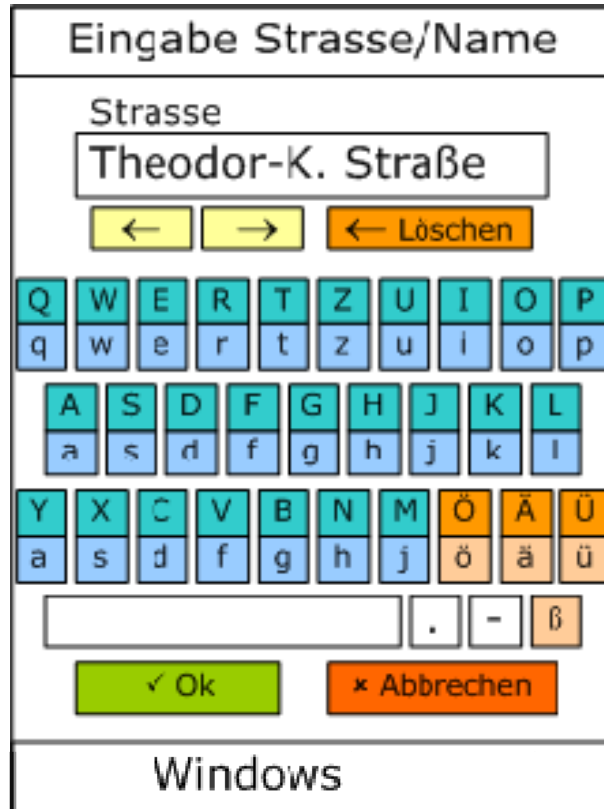 Eingabe Strasse/Name
Strasse
Theodor-K. Straße
← → ← Löschen
Q W E R T Z U I O P
q w e r t z u i o p
A S D F G H J K L
a s d f g h j k l
Y X C V B N M Ö Ä Ü
a s d f g h j ö ä ü
. - ß
✓ Ok × Abbrechen
Windows